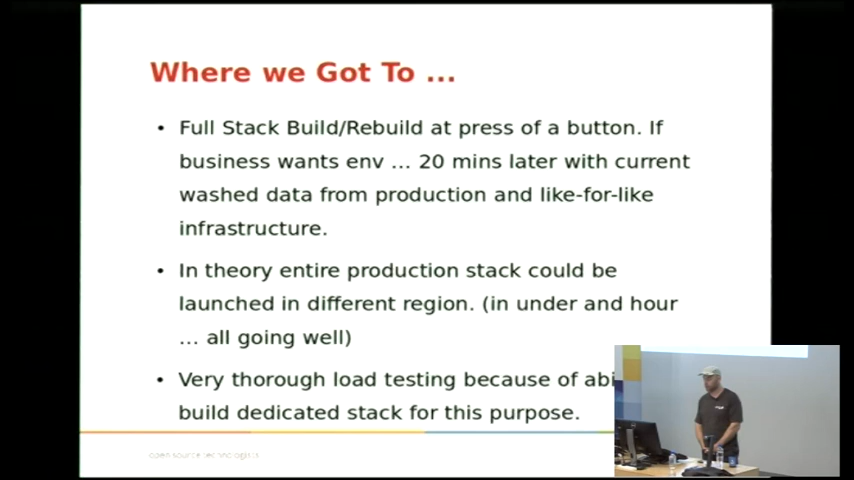 Where we Got To ...
• Full Stack Build/Rebuild at press of a button. If
business wants env ... 20 mins later with current
washed data from production and like-for-like
infrastructure.
• In theory entire production stack could be
launched in different region. (in under and hour
... all going well)
• Very thorough load testing because of abi
build dedicated stack for this purpose.
open source technologists